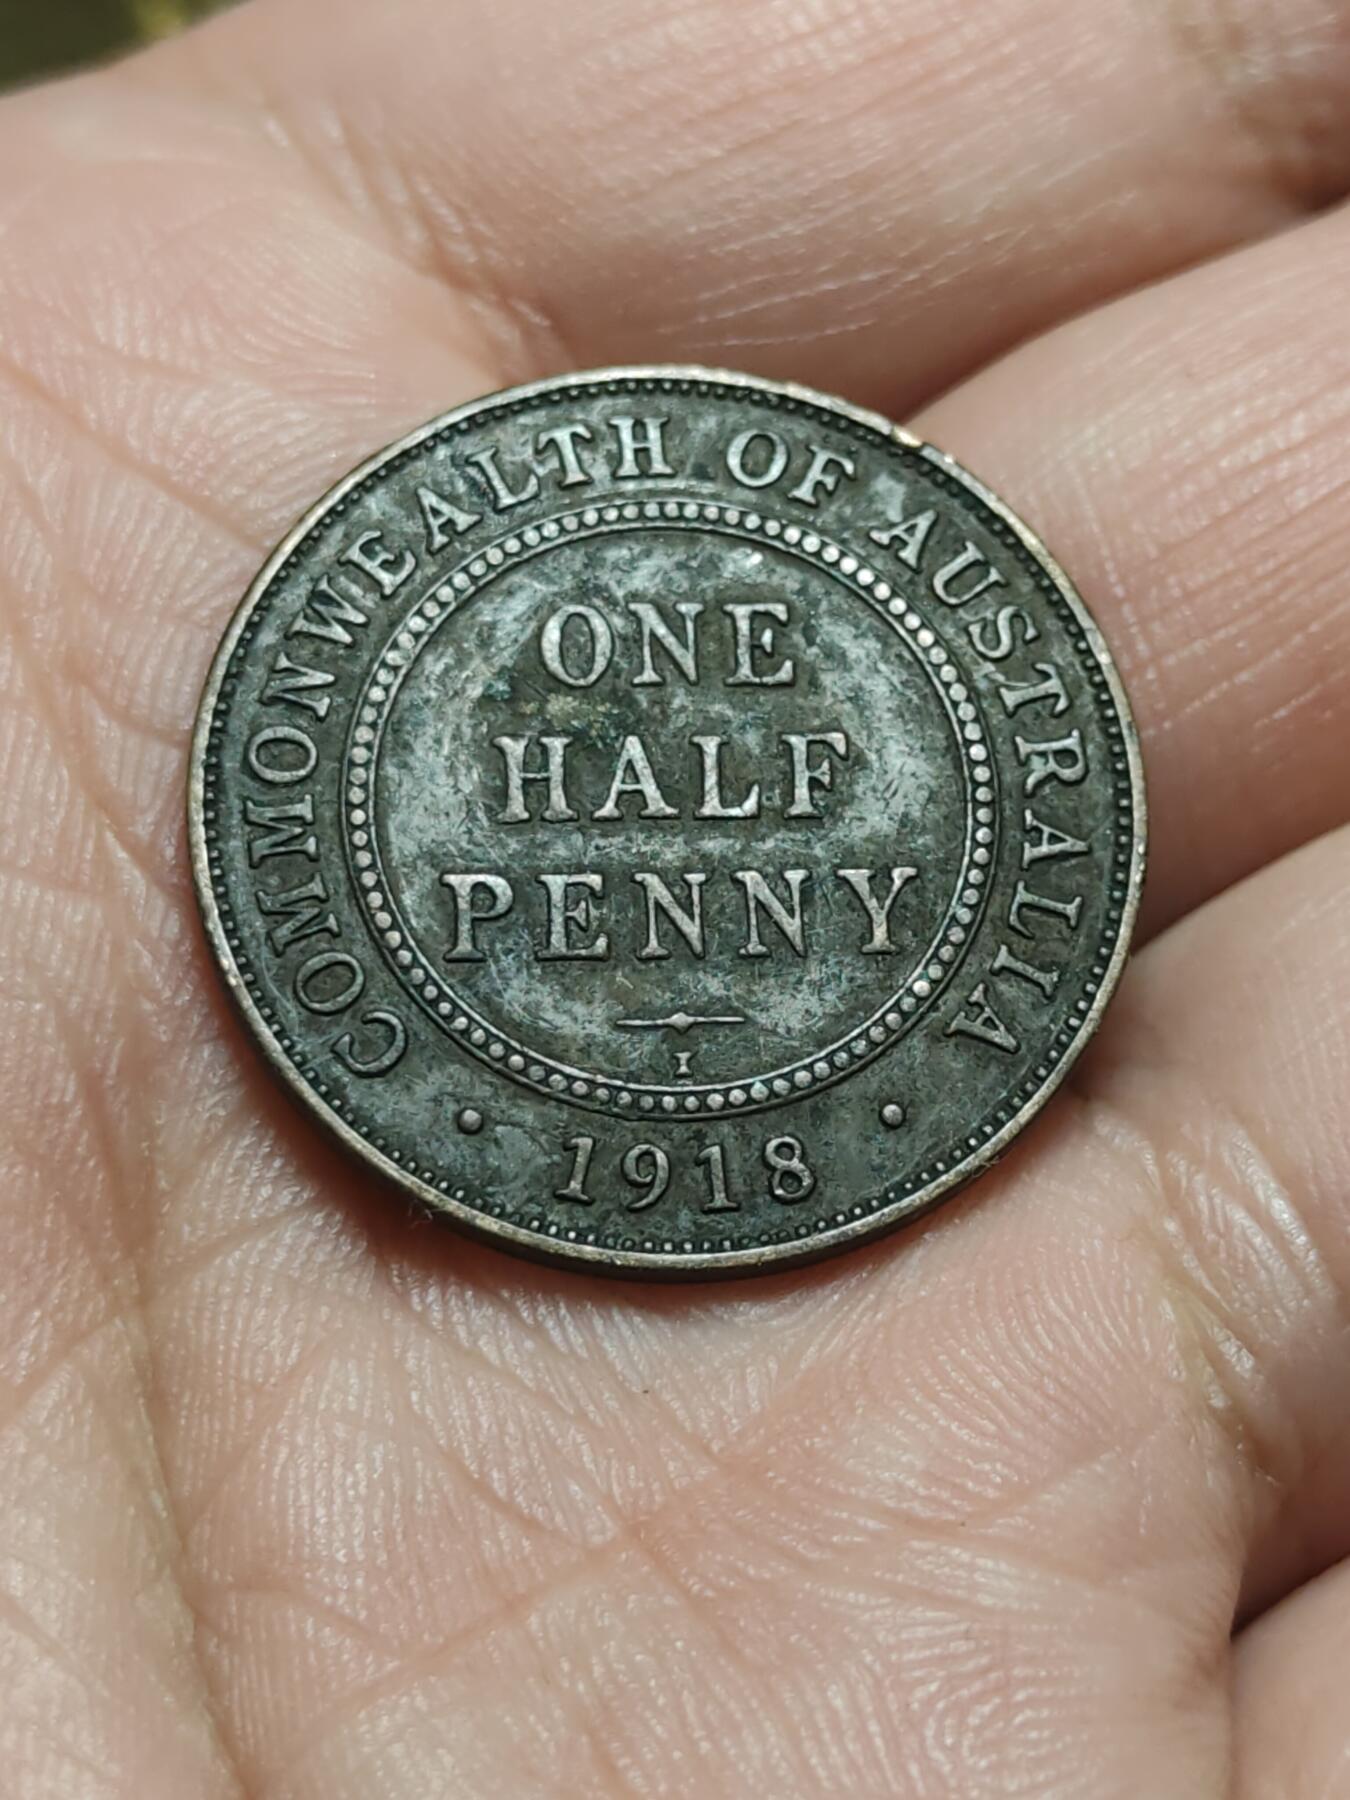 COMMONWEALTH OF AUSTRALIA
ONE
HALF
PENNY
I
1918